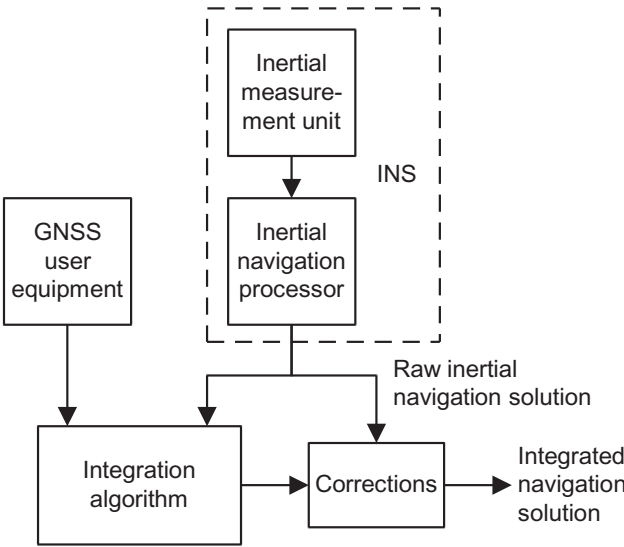 Inertial
measure-
ment unit
INS
GNSS
user
equipment
Inertial
navigation
processor
Raw inertial
navigation solution
Integration
algorithm
Corrections
Integrated
navigation
solution